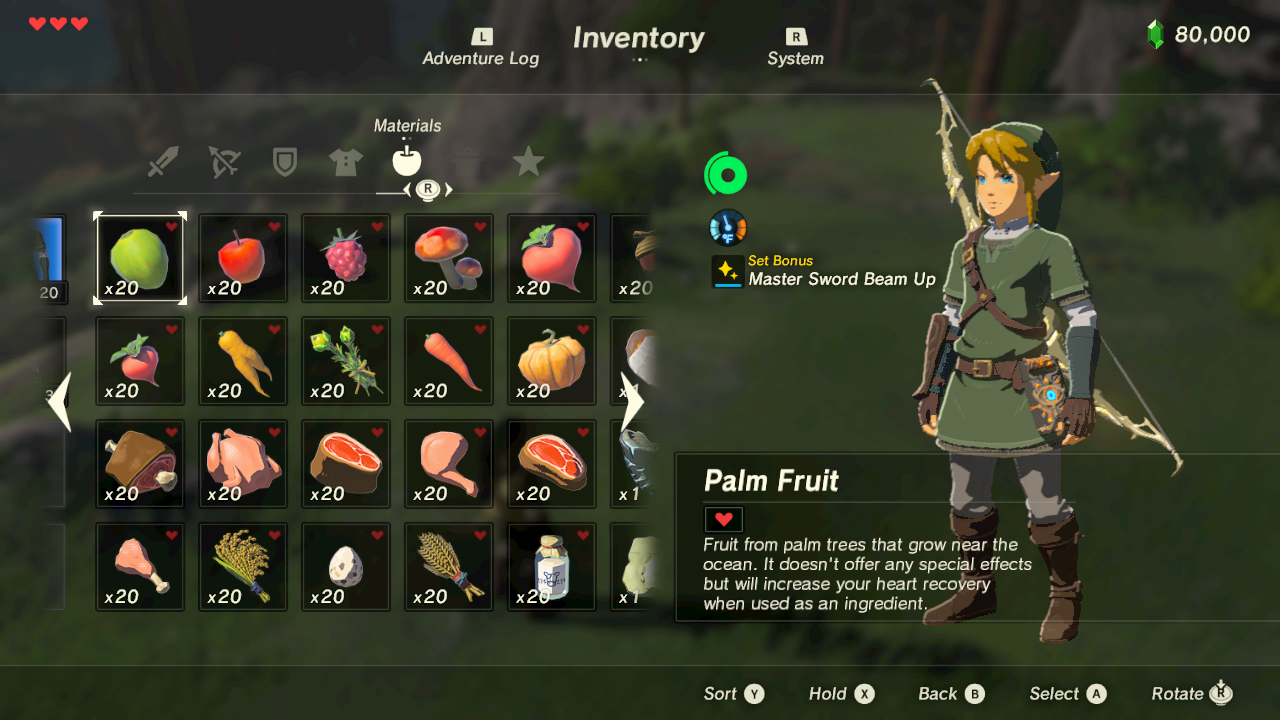 L
Inventory
R
80,000
Adventure Log
System
Materials
R
20
x20
x20
x20
x20
x20
x20
°F
Set Bonus
Master Sword Beam Up
x20
x20
x20
x20
x20
x20
x20
x20
x20
x20
x1
x20
x20
x20
x20
x20
x1
Palm Fruit
Fruit from palm trees that grow near the
ocean. It doesn't offer any special effects
but will increase your heart recovery
when used as an ingredient.
Sort Y
Hold X
Back B
Select A
Rotate R